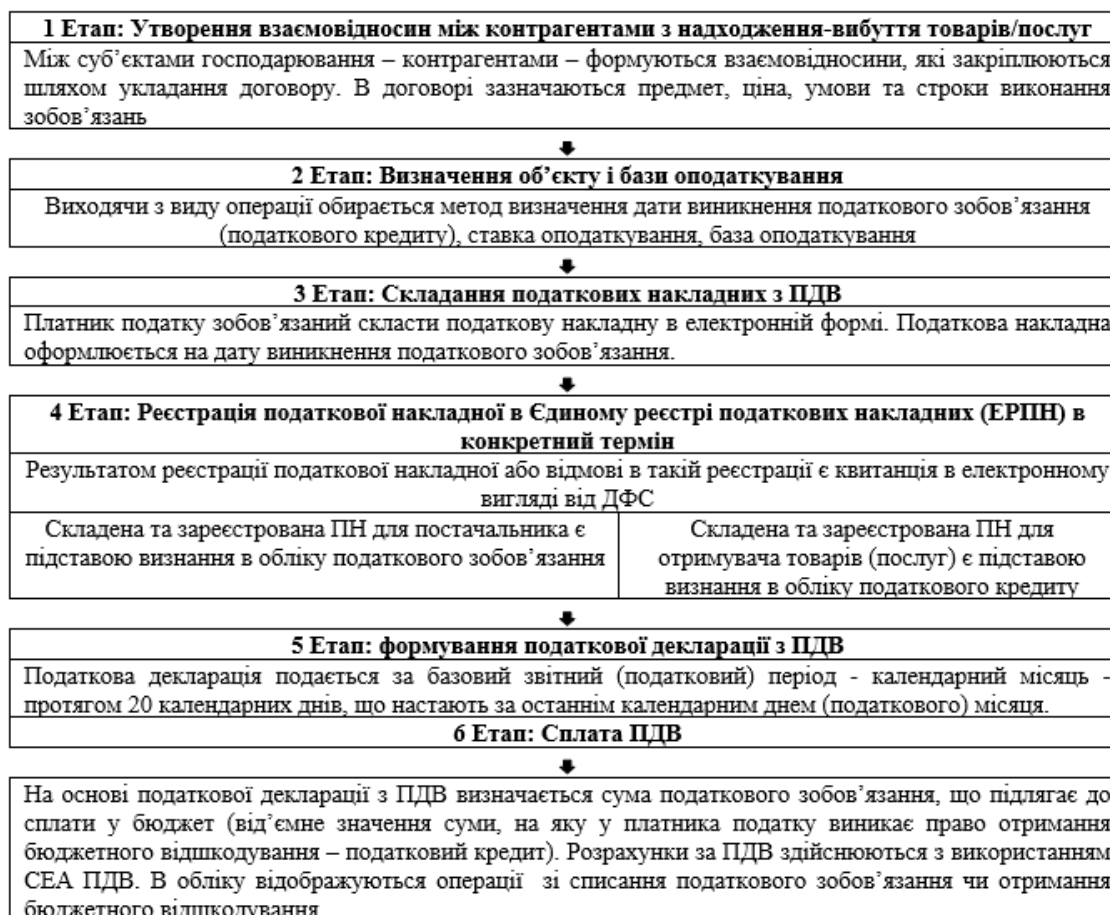 1 Етап: Утворення взаємовідносин між контрагентами з надходження-вибуття товарів/послуг
Між суб’єктами господарювання – контрагентами – формуються взаємовідносини, які закріплюються
шляхом укладання договору. В договорі зазначаються предмет, ціна, умови та строки виконання
зобов’язань
2 Етап: Визначення об’єкту і бази оподаткування
Виходячи з виду операції обирається метод визначення дати виникнення податкового зобов’язання
(податкового кредиту), ставка оподаткування, база оподаткування
3 Етап: Складання податкових накладних з ПДВ
Платник податку зобов’язаний скласти податкову накладну в електронній формі. Податкова накладна
оформлюється на дату виникнення податкового зобов’язання.
4 Етап: Реєстрація податкової накладної в Єдиному реєстрі податкових накладних (ЕРПН) в
конкретний термін
Результатом реєстрації податкової накладної або відмові в такій реєстрації є квитанція в електронному
вигляді від ДФС
Складена та зареєстрована ПН для постачальника є
підставою визнання в обліку податкового зобов’язання
Складена та зареєстрована ПН для
отримувача товарів (послуг) є підставою
визнання в обліку податкового кредиту
5 Етап: формування податкової декларації з ПДВ
Податкова декларація подається за базовий звітний (податковий) період - календарний місяць -
протягом 20 календарних днів, що настають за останнім календарним днем (податкового) місяця.
6 Етап: Сплата ПДВ
На основі податкової декларації з ПДВ визначається сума податкового зобов’язання, що підлягає до
сплати у бюджет (від’ємне значення суми, на яку у платника податку виникає право отримання
бюджетного відшкодування – податковий кредит). Розрахунки за ПДВ здійснюються з використанням
СЕА ПДВ. В обліку відображуються операції зі списання податкового зобов’язання чи отримання
бюджетного відшкодування